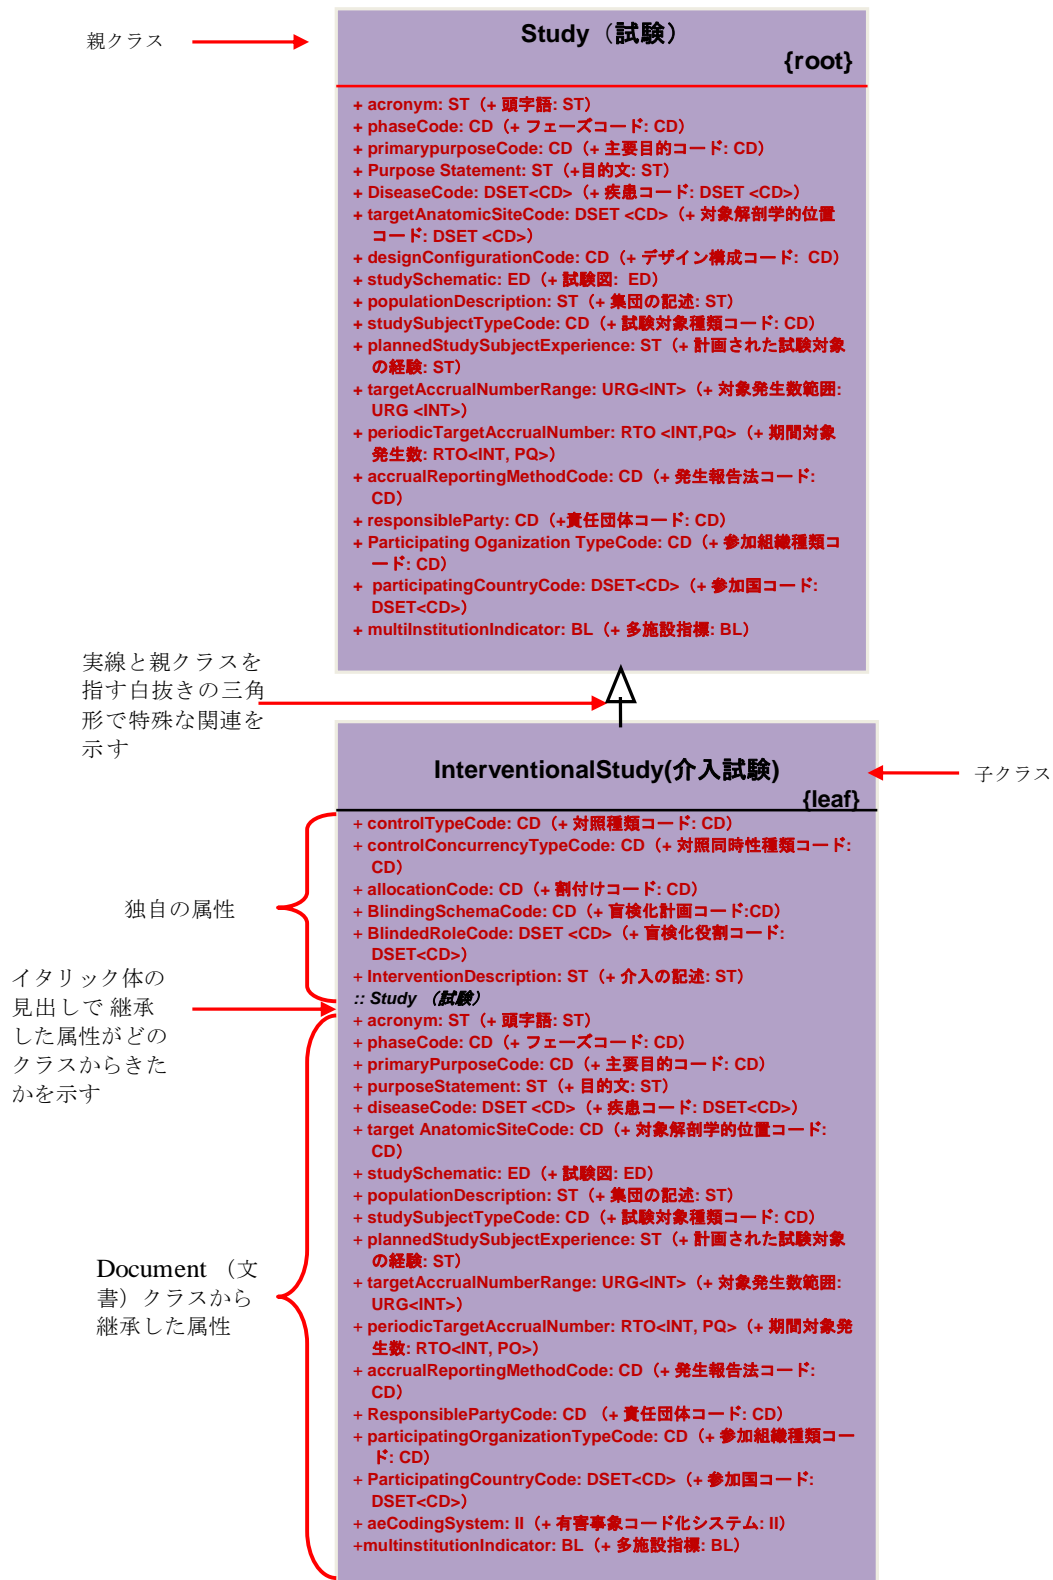 親クラス
Study（試験）
{root}
+ acronym: ST（+ 頭字語: ST）
+ phaseCode: CD（+ フェーズコード: CD）
+ primarypurposeCode: CD（+ 主要目的コード: CD）
+ Purpose Statement: ST（+目的文: ST）
+ DiseaseCode: DSET<CD>（+ 疾患コード: DSET <CD>）
+ targetAnatomicSiteCode: DSET <CD>（+ 対象解剖学的位置
コード: DSET <CD>）
+ designConfigurationCode: CD（+ デザイン構成コード: CD）
+ studySchematic: ED（+ 試験図: ED）
+ populationDescription: ST（+ 集団の記述: ST）
+ studySubjectTypeCode: CD（+ 試験対象種類コード: CD）
+ plannedStudySubjectExperience: ST（+ 計画された試験対象
の経験: ST）
+ targetAccrualNumberRange: URG<INT>（+ 対象発生数範囲:
URG <INT>）
+ periodicTargetAccrualNumber: RTO <INT,PQ>（+ 期間対象
発生数: RTO<INT, PQ>）
+ accrualReportingMethodCode: CD（+ 発生報告法コード:
CD）
+ responsibleParty: CD（+責任団体コード: CD）
+ Participating Oganization TypeCode: CD（+ 参加組織種類コ
ード: CD）
+ participatingCountryCode: DSET<CD>（+ 参加国コード:
DSET<CD>）
+ multiInstitutionIndicator: BL（+ 多施設指標: BL）
実線と親クラスを
指す白抜きの三角
形で特殊な関連を
示す
InterventionalStudy(介入試験)
{leaf}
子クラス
+ controlTypeCode: CD（+ 対照種類コード: CD）
+ controlConcurrencyTypeCode: CD（+ 対照同時性種類コード:
CD）
+ allocationCode: CD（+ 割付けコード: CD）
+ BlindingSchemaCode: CD（+ 盲検化計画コード:CD）
+ BlindedRoleCode: DSET <CD>（+ 盲検化役割コード:
DSET<CD>）
+ InterventionDescription: ST（+ 介入の記述: ST）
独自の属性
イタリック体の
見出しで 継承
した属性がどの
クラスからきた
かを示す
:: Study （試験）
+ acronym: ST（+ 頭字語: ST）
+ phaseCode: CD（+ フェーズコード: CD）
+ primaryPurposeCode: CD（+ 主要目的コード: CD）
+ purposeStatement: ST（+ 目的文: ST）
+ diseaseCode: DSET <CD>（+ 疾患コード: DSET<CD>）
+ target AnatomicSiteCode: CD（+ 対象解剖学的位置コード:
CD）
+ studySchematic: ED（+ 試験図: ED）
+ populationDescription: ST（+ 集団の記述: ST）
+ studySubjectTypeCode: CD（+ 試験対象種類コード: CD）
+ plannedStudySubjectExperience: ST（+ 計画された試験対象
の経験: ST）
+ targetAccrualNumberRange: URG<INT>（+ 対象発生数範囲:
URG<INT>）
+ periodicTargetAccrualNumber: RTO<INT, PQ>（+ 期間対象発
生数: RTO<INT, PO>）
+ accrualReportingMethodCode: CD（+ 発生報告法コード:
CD）
+ ResponsiblePartyCode: CD （+ 責任団体コード: CD）
+ participatingOrganizationTypeCode: CD（+ 参加組織種類コー
ド: CD）
+ ParticipatingCountryCode: DSET<CD>（+ 参加国コード:
DSET<CD>）
+ aeCodingSystem: II（+ 有害事象コード化システム: II）
+multinstitutionIndicator: BL（+ 多施設指標: BL）
Document （文
書）クラスから
継承した属性